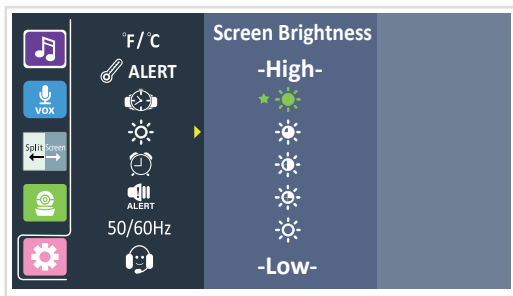 VOX
Split Screen
°F/°C
ALERT
ALERT
50/60Hz
Screen Brightness
-High-
-Low-